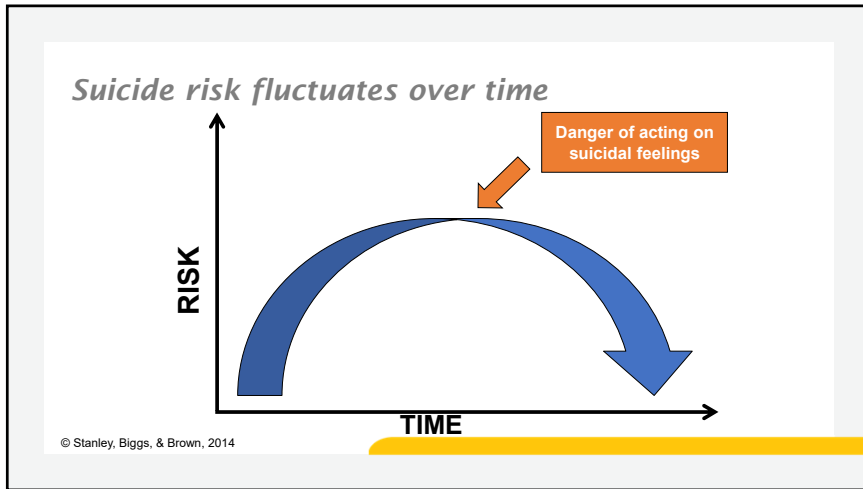 Suicide risk fluctuates over time
Danger of acting on
suicidal feelings
RISK
TIME
© Stanley, Biggs, & Brown, 2014